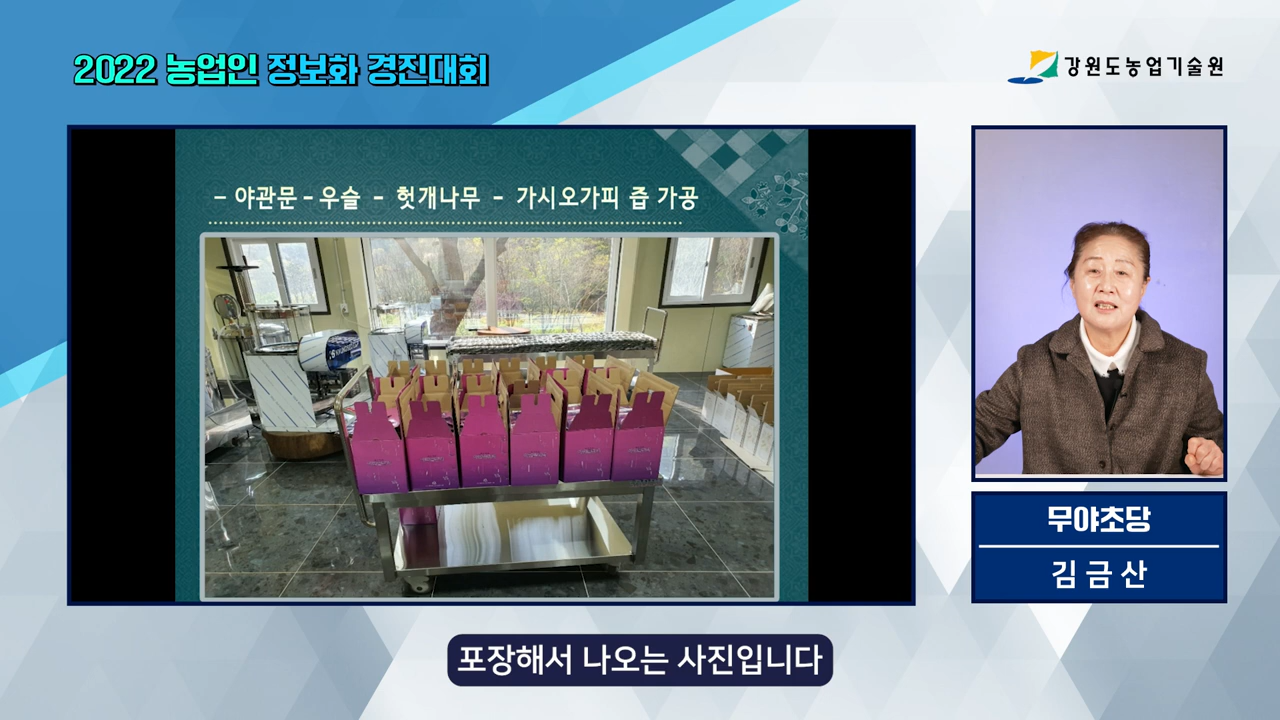 2022 농업인 정보화 경진대회
강원도농업기술원
- 야관문 - 우슬 - 헛개나무 - 가시오가피 즙 가공
무야초당
김금산
포장해서 나오는 사진입니다